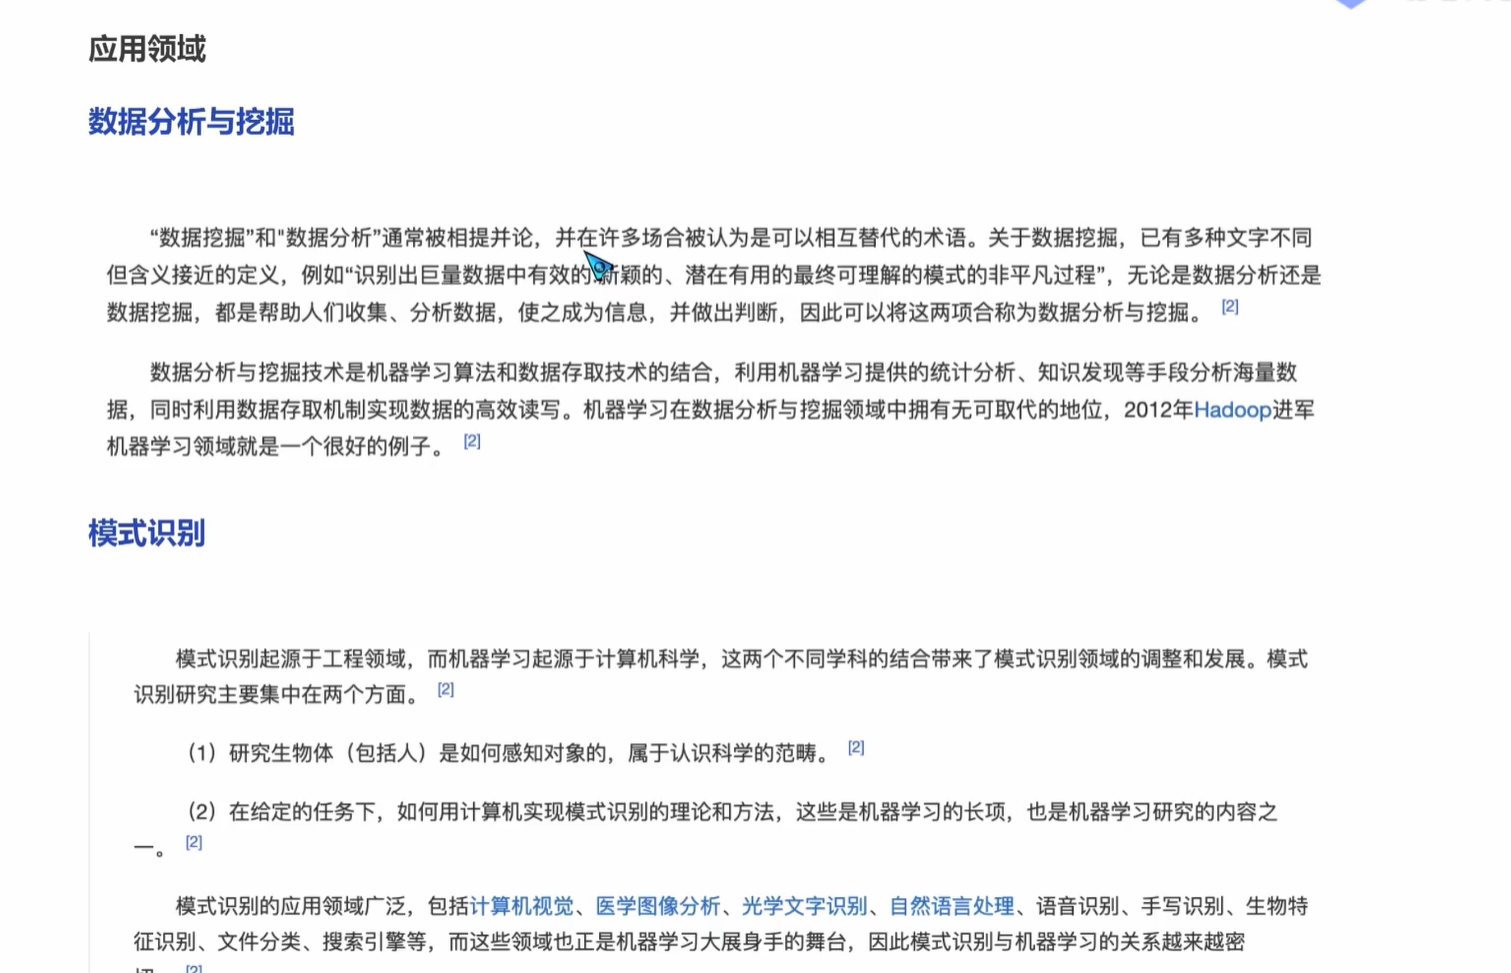 应用领域
数据分析与挖掘
“数据挖掘”和"数据分析”通常被相提并论，并在许多场合被认为是可以相互替代的术语。关于数据挖掘，已有多种文字不同
但含义接近的定义，例如“识别出巨量数据中有效的.新颖的、潜在有用的最终可理解的模式的非平凡过程”，无论是数据分析还是
数据挖掘，都是帮助人们收集、分析数据，使之成为信息，并做出判断，因此可以将这两项合称为数据分析与挖掘。 [2]
数据分析与挖掘技术是机器学习算法和数据存取技术的结合，利用机器学习提供的统计分析、知识发现等手段分析海量数
据，同时利用数据存取机制实现数据的高效读写。机器学习在数据分析与挖掘领域中拥有无可取代的地位，2012年Hadoop进军
机器学习领域就是一个很好的例子。 [2]
模式识别
模式识别起源于工程领域，而机器学习起源于计算机科学，这两个不同学科的结合带来了模式识别领域的调整和发展。模式
识别研究主要集中在两个方面。 [2]
（1）研究生物体（包括人）是如何感知对象的，属于认识科学的范畴。 [2]
（2）在给定的任务下，如何用计算机实现模式识别的理论和方法，这些是机器学习的长项，也是机器学习研究的内容之
一。 [2]
模式识别的应用领域广泛，包括计算机视觉、医学图像分析、光学文字识别、自然语言处理、语音识别、手写识别、生物特
征识别、文件分类、搜索引擎等，而这些领域也正是机器学习大展身手的舞台，因此模式识别与机器学习的关系越来越密
[2]